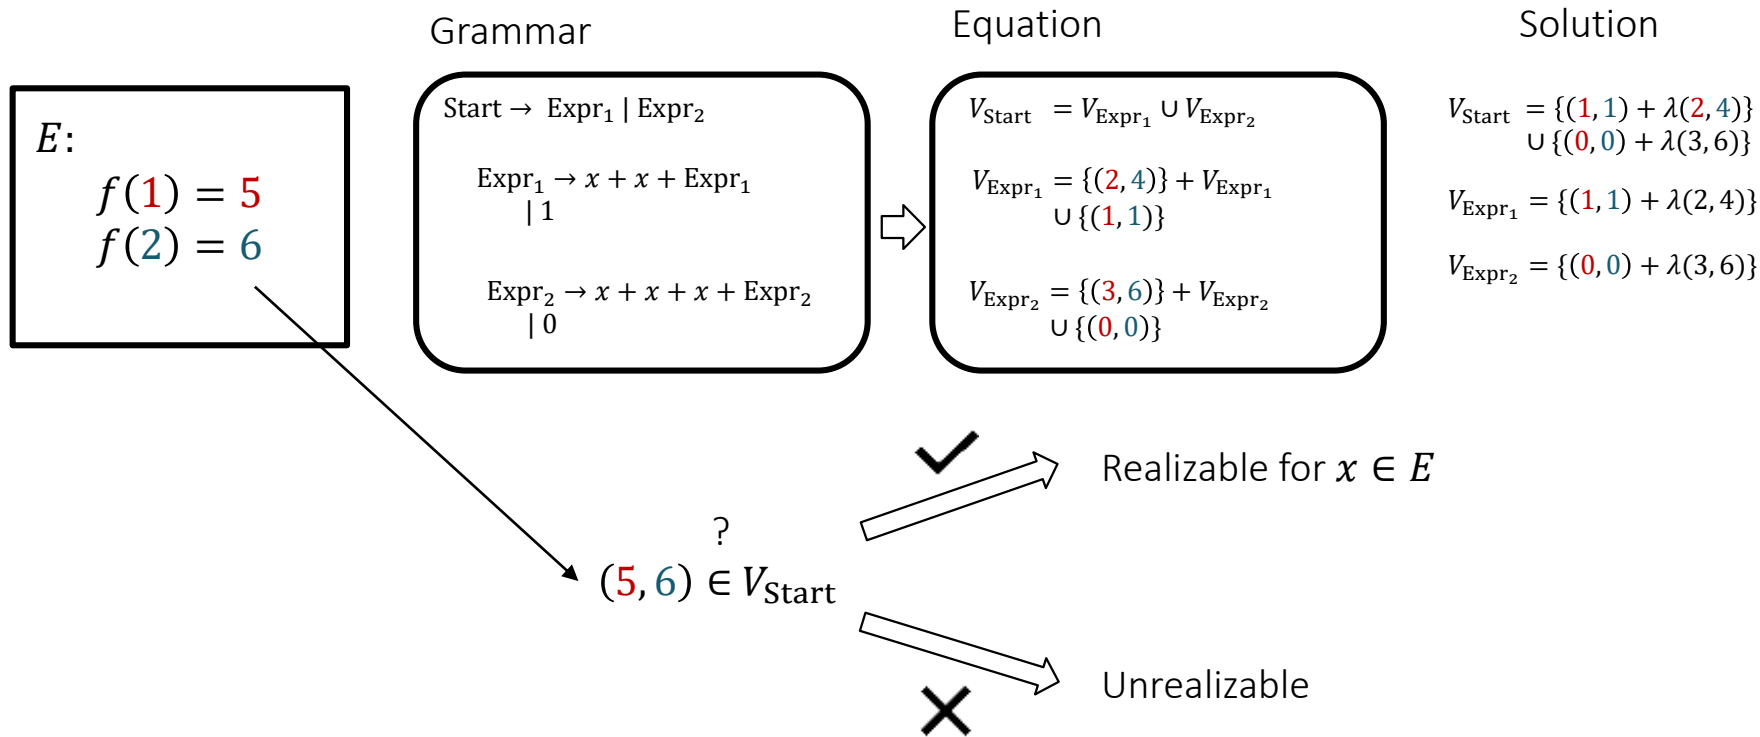 Grammar
Equation
Solution
E:
f(1) = 5
f(2) = 6
Start → Expr₁ | Expr₂
Expr₁ → x + x + Expr₁
| 1
Expr₂ → x + x + x + Expr₂
| 0
V_Start = V_Expr₁ ∪ V_Expr₂
V_Expr₁ = {(2, 4)} + V_Expr₁
∪ {(1, 1)}
V_Expr₂ = {(3, 6)} + V_Expr₂
∪ {(0, 0)}
V_Start = {(1, 1) + λ(2, 4)}
∪ {(0, 0) + λ(3, 6)}
V_Expr₁ = {(1, 1) + λ(2, 4)}
V_Expr₂ = {(0, 0) + λ(3, 6)}
Realizable for x ∈ E
?
(5, 6) ∈ V_Start
Unrealizable